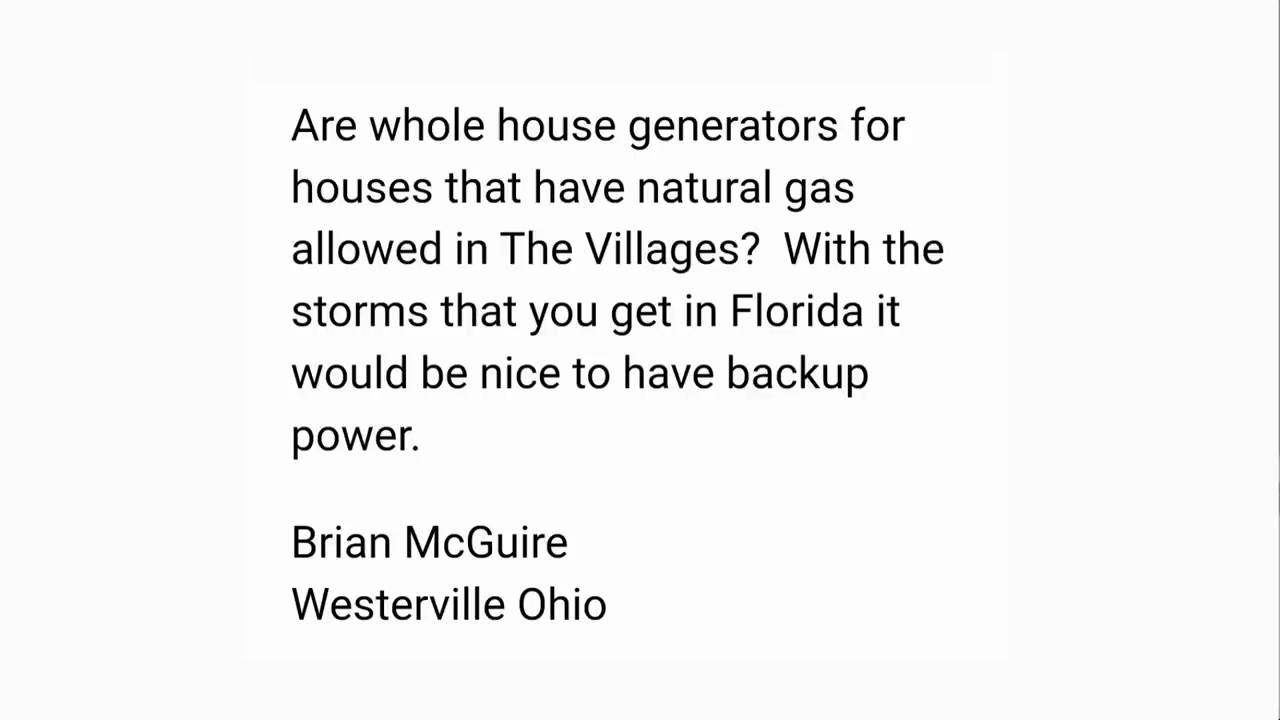 Are whole house generators for
houses that have natural gas
allowed in The Villages?  With the
storms that you get in Florida it
would be nice to have backup
power.
Brian McGuire
Westerville Ohio